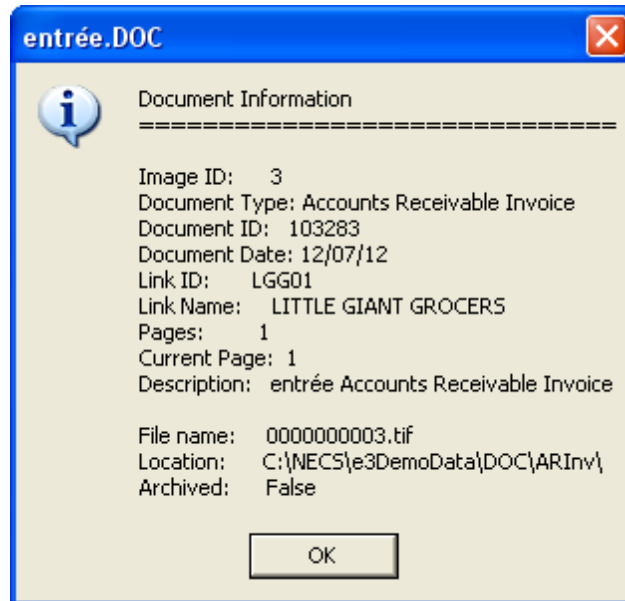 entrée.DOC
Document Information
==============================
Image ID: 3
Document Type: Accounts Receivable Invoice
Document ID: 103283
Document Date: 12/07/12
Link ID: LGG01
Link Name: LITTLE GIANT GROCERS
Pages: 1
Current Page: 1
Description: entrée Accounts Receivable Invoice
File name: 0000000003.tif
Location: C:\NECS\e3DemoData\DOC\ARInv\
Archived: False
OK